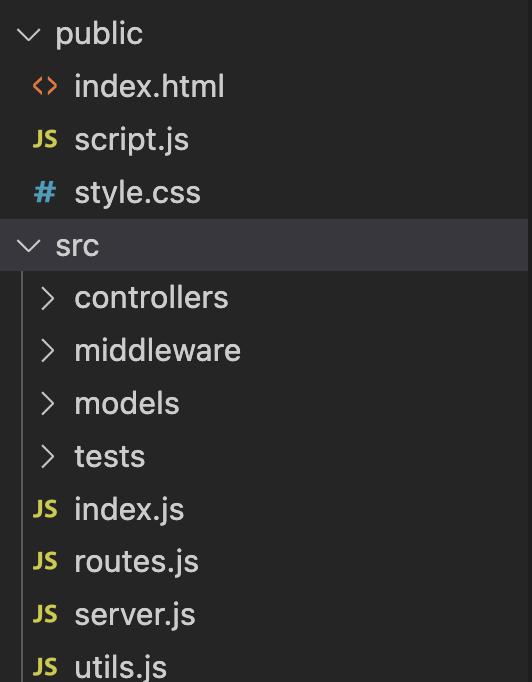 public
<> index.html
JS script.js
# style.css
src
controllers
middleware
models
tests
JS index.js
JS routes.js
JS server.js
JS utils.js